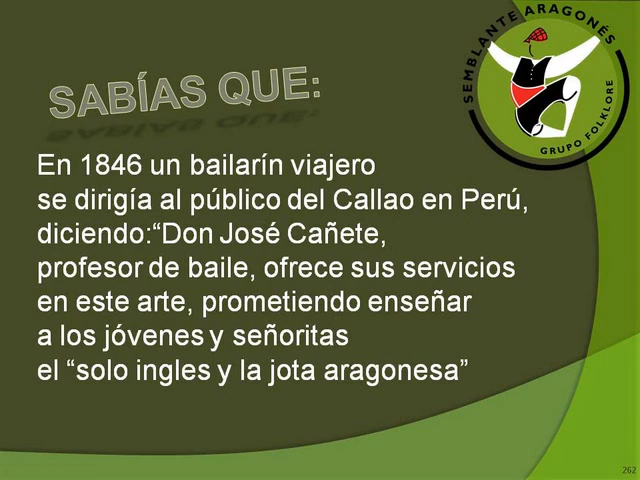 SEMBLANTE ARAGONÉS
GRUPO FOLKLORE
SABÍAS QUE:
En 1846 un bailarín viajero
se dirigía al público del Callao en Perú,
diciendo:“Don José Cañete,
profesor de baile, ofrece sus servicios
en este arte, prometiendo enseñar
a los jóvenes y señoritas
el “solo ingles y la jota aragonesa”
262